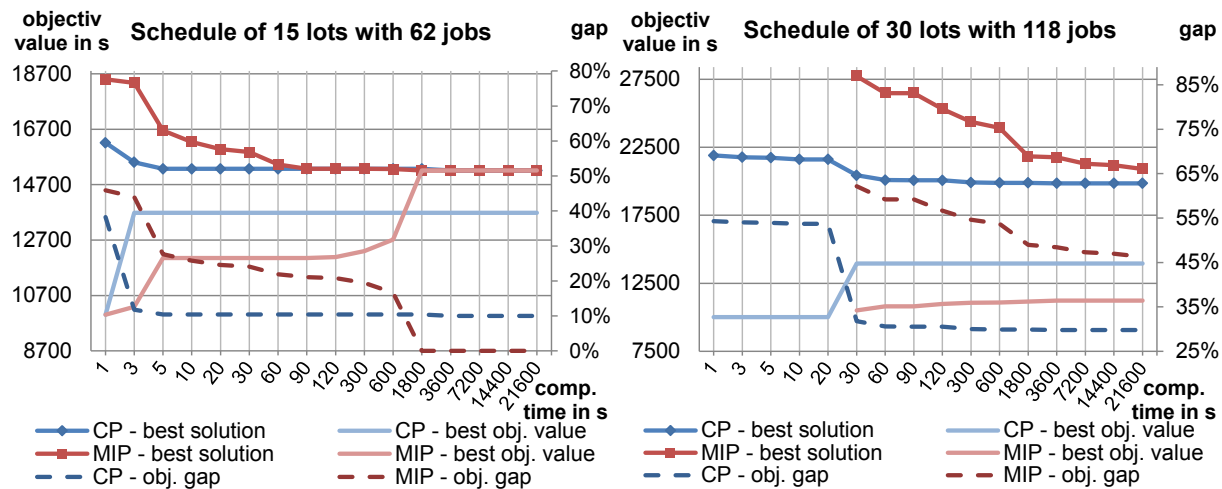 objectiv
value in s
Schedule of 15 lots with 62 jobs
gap
18700
16700
14700
12700
10700
8700
80%
70%
60%
50%
40%
30%
20%
10%
0%
1 3 5 10 20 30 60 90 120 300 600 1800 3600 7200 14400 21600
comp.
time in s
CP - best solution
CP - best obj. value
MIP - best solution
MIP - best obj. value
CP - obj. gap
MIP - obj. gap
objectiv
value in s
Schedule of 30 lots with 118 jobs
gap
27500
22500
17500
12500
7500
85%
75%
65%
55%
45%
35%
25%
1 3 5 10 20 30 60 90 120 300 600 1800 3600 7200 14400 21600
comp.
time in s
CP - best solution
CP - best obj. value
MIP - best solution
MIP - best obj. value
CP - obj. gap
MIP - obj. gap